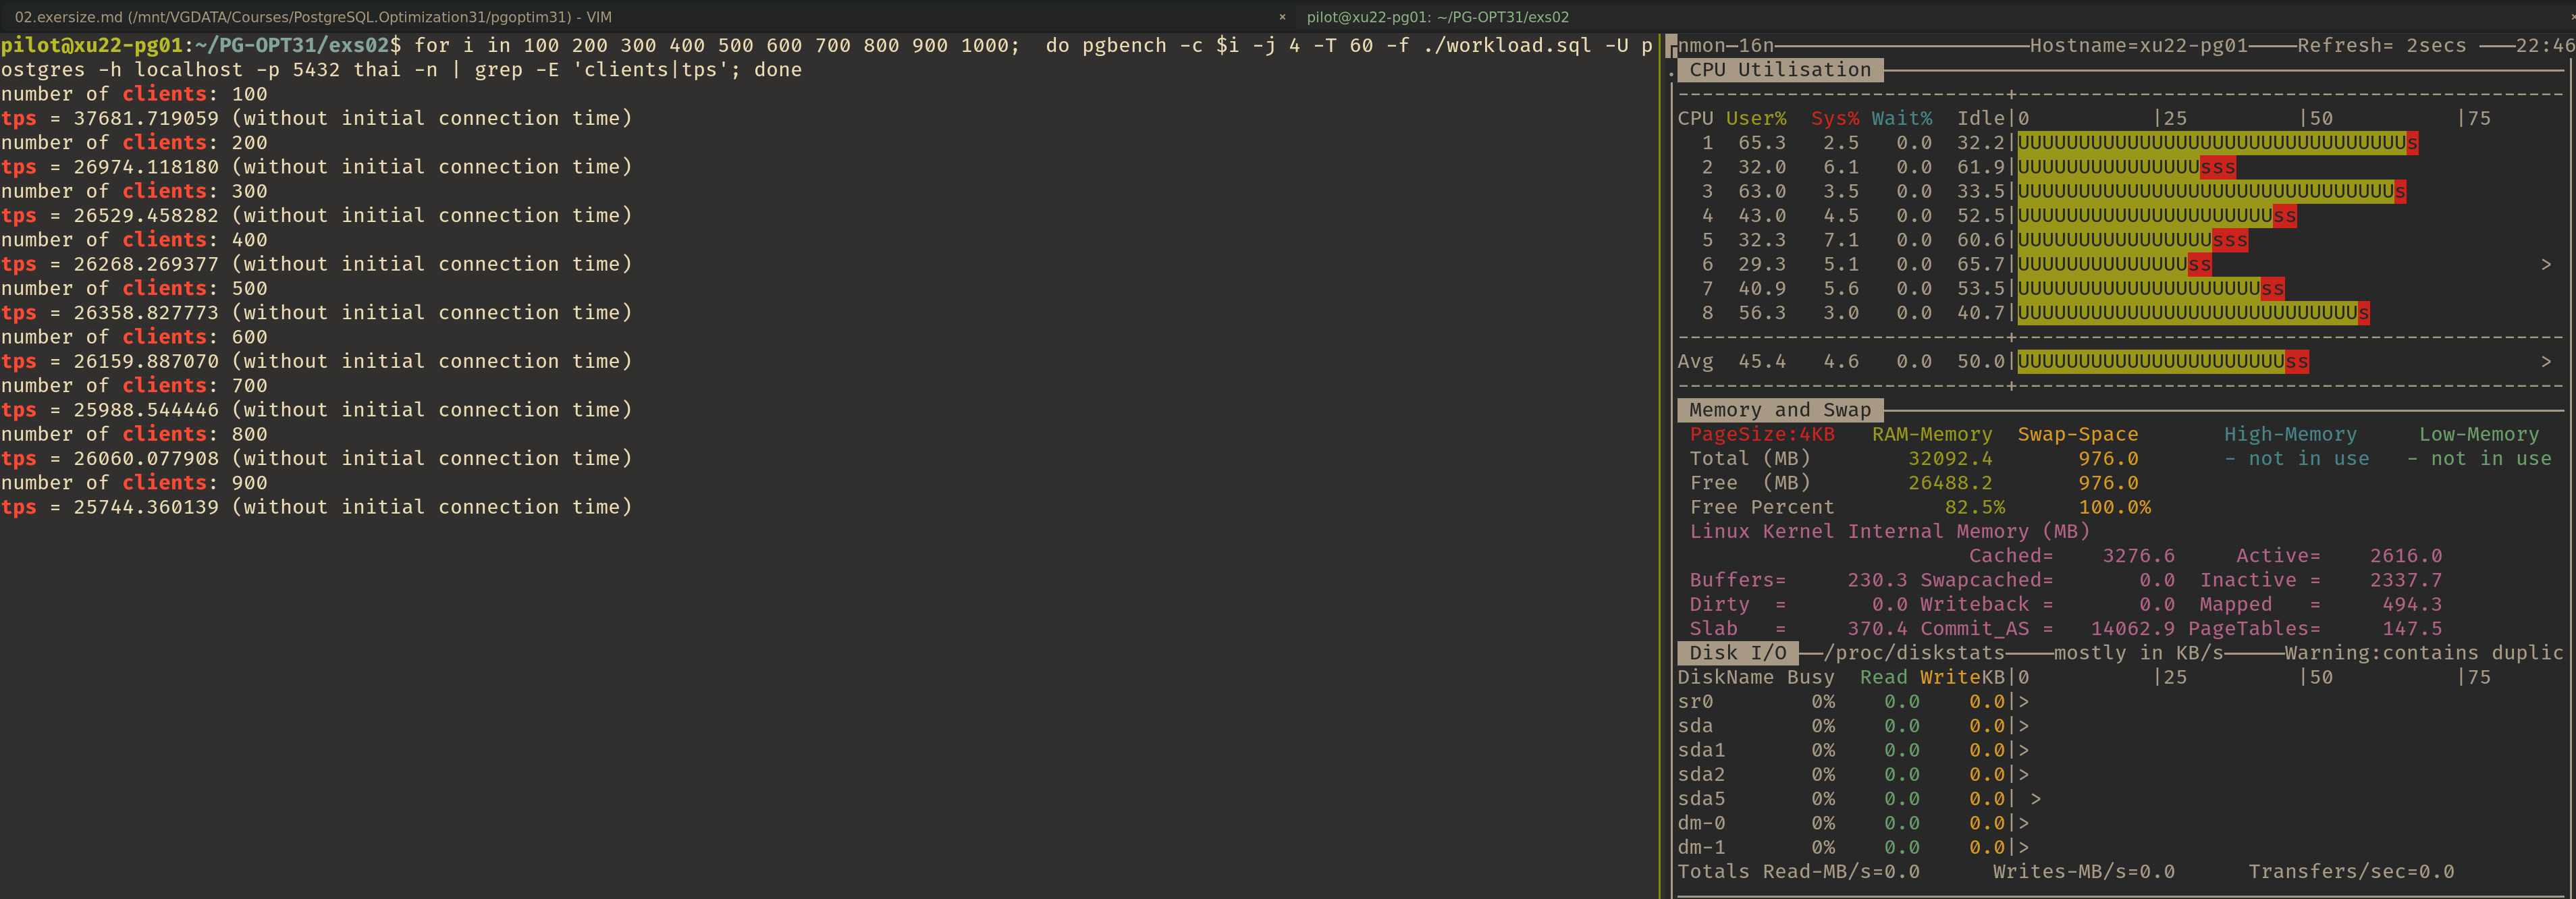 02.exersize.md (/mnt/VGDATA/Courses/PostgreSQL.Optimization31/pgoptim31) - VIM
pilot@xu22-pg01: ~/PG-OPT31/exs02
pilot@xu22-pg01:~/PG-OPT31/exs02$ for i in 100 200 300 400 500 600 700 800 900 1000;  do pgbench -c $i -j 4 -T 60 -f ./workload.sql -U p
ostgres -h localhost -p 5432 thai -n | grep -E 'clients|tps'; done
number of clients: 100
tps = 37681.719059 (without initial connection time)
number of clients: 200
tps = 26974.118180 (without initial connection time)
number of clients: 300
tps = 26529.458282 (without initial connection time)
number of clients: 400
tps = 26268.269377 (without initial connection time)
number of clients: 500
tps = 26358.827773 (without initial connection time)
number of clients: 600
tps = 26159.887070 (without initial connection time)
number of clients: 700
tps = 25988.544446 (without initial connection time)
number of clients: 800
tps = 26060.077908 (without initial connection time)
number of clients: 900
tps = 25744.360139 (without initial connection time)
nmon-16n Hostname=xu22-pg01 Refresh= 2secs 22:46
CPU Utilisation
---------------------------+---------------------------------------------
CPU User%  Sys% Wait%  Idle|0          |25         |50          |75
1  65.3   2.5   0.0  32.2|UUUUUUUUUUUUUUUUUUUUUUUUUUUUUUUUs
2  32.0   6.1   0.0  61.9|UUUUUUUUUUUUUUUsss
3  63.0   3.5   0.0  33.5|UUUUUUUUUUUUUUUUUUUUUUUUUUUUUUUs
4  43.0   4.5   0.0  52.5|UUUUUUUUUUUUUUUUUUUUUss
5  32.3   7.1   0.0  60.6|UUUUUUUUUUUUUUUUsss
6  29.3   5.1   0.0  65.7|UUUUUUUUUUUUUUss                           >
7  40.9   5.6   0.0  53.5|UUUUUUUUUUUUUUUUUUUUss
8  56.3   3.0   0.0  40.7|UUUUUUUUUUUUUUUUUUUUUUUUUUUUs
---------------------------+---------------------------------------------
Avg  45.4   4.6   0.0  50.0|UUUUUUUUUUUUUUUUUUUUUUss                   >
---------------------------+---------------------------------------------
Memory and Swap
PageSize:4KB   RAM-Memory  Swap-Space       High-Memory     Low-Memory
Total (MB)        32092.4       976.0       - not in use   - not in use
Free  (MB)        26488.2       976.0
Free Percent         82.5%      100.0%
Linux Kernel Internal Memory (MB)
Cached=    3276.6     Active=    2616.0
Buffers=     230.3 Swapcached=       0.0  Inactive =    2337.7
Dirty  =       0.0 Writeback =       0.0  Mapped   =     494.3
Slab   =     370.4 Commit_AS =   14062.9 PageTables=     147.5
Disk I/O /proc/diskstats mostly in KB/s Warning:contains duplic
DiskName Busy  Read WriteKB|0          |25         |50          |75
sr0        0%    0.0    0.0|>
sda        0%    0.0    0.0|>
sda1       0%    0.0    0.0|>
sda2       0%    0.0    0.0|>
sda5       0%    0.0    0.0| >
dm-0       0%    0.0    0.0|>
dm-1       0%    0.0    0.0|>
Totals Read-MB/s=0.0      Writes-MB/s=0.0      Transfers/sec=0.0